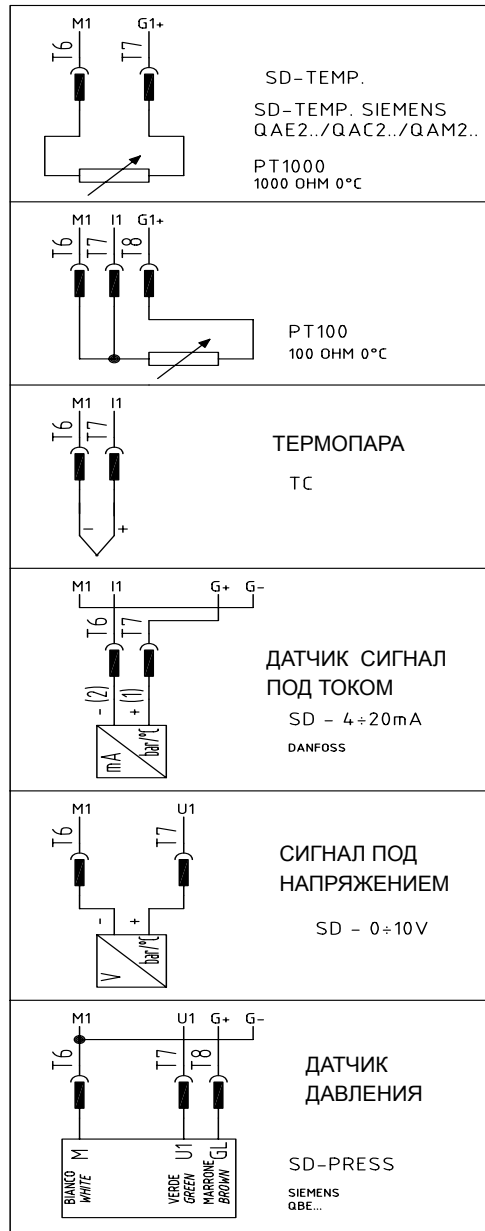 M1 G1+
T6 T7
SD-TEMP.
SD-TEMP. SIEMENS
QAE2../QAC2../QAM2..
PT1000
1000 OHM 0°C
M1 I1 G1+
T6 T7 T8
PT100
100 OHM 0°C
M1 I1
T6 T7
ТЕРМОПАРА
TC
- +
M1 I1 G+ G-
T6 T7
ДАТЧИК СИГНАЛ
ПОД ТОКОМ
- (2) + (1)
SD - 4÷20mA
DANFOSS
mA bar/°C
M1 U1
T6 T7
СИГНАЛ ПОД
НАПРЯЖЕНИЕМ
- +
SD - 0÷10V
V bar/°C
M1 U1 G+ G-
T6 T7 T8
ДАТЧИК
ДАВЛЕНИЯ
M U1 GL
BIANCO VERDE MARRONE
WHITE GREEN BROWN
SD-PRESS
SIEMENS
QBE...